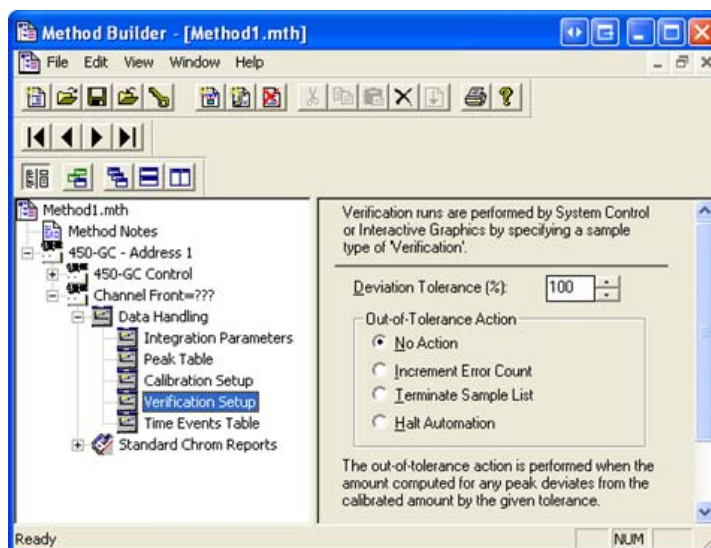 Method Builder - [Method1.mth]
File Edit View Window Help
Method1.mth
Method Notes
450-GC - Address 1
450-GC Control
Channel Front=???
Data Handling
Integration Parameters
Peak Table
Calibration Setup
Verification Setup
Time Events Table
Standard Chrom Reports
Verification runs are performed by System Control
or Interactive Graphics by specifying a sample
type of 'Verification'.
Deviation Tolerance (%): 100
Out-of-Tolerance Action
No Action
Increment Error Count
Terminate Sample List
Halt Automation
The out-of-tolerance action is performed when the
amount computed for any peak deviates from the
calibrated amount by the given tolerance.
Ready NUM